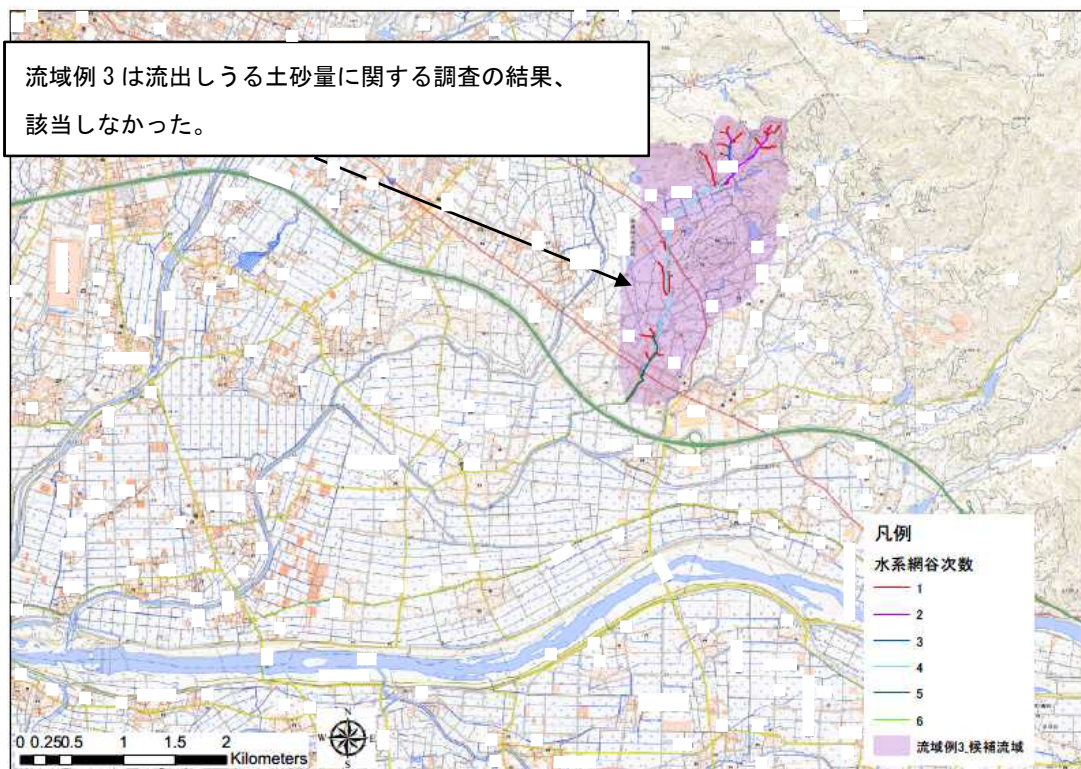 流域例3は流出しうる土砂量に関する調査の結果、
該当しなかった。
凡例
水系網谷次数
1
2
3
4
5
6
流域例3_候補流域
N
W
E
S
0 0.25 0.5 1 1.5 2
Kilometers